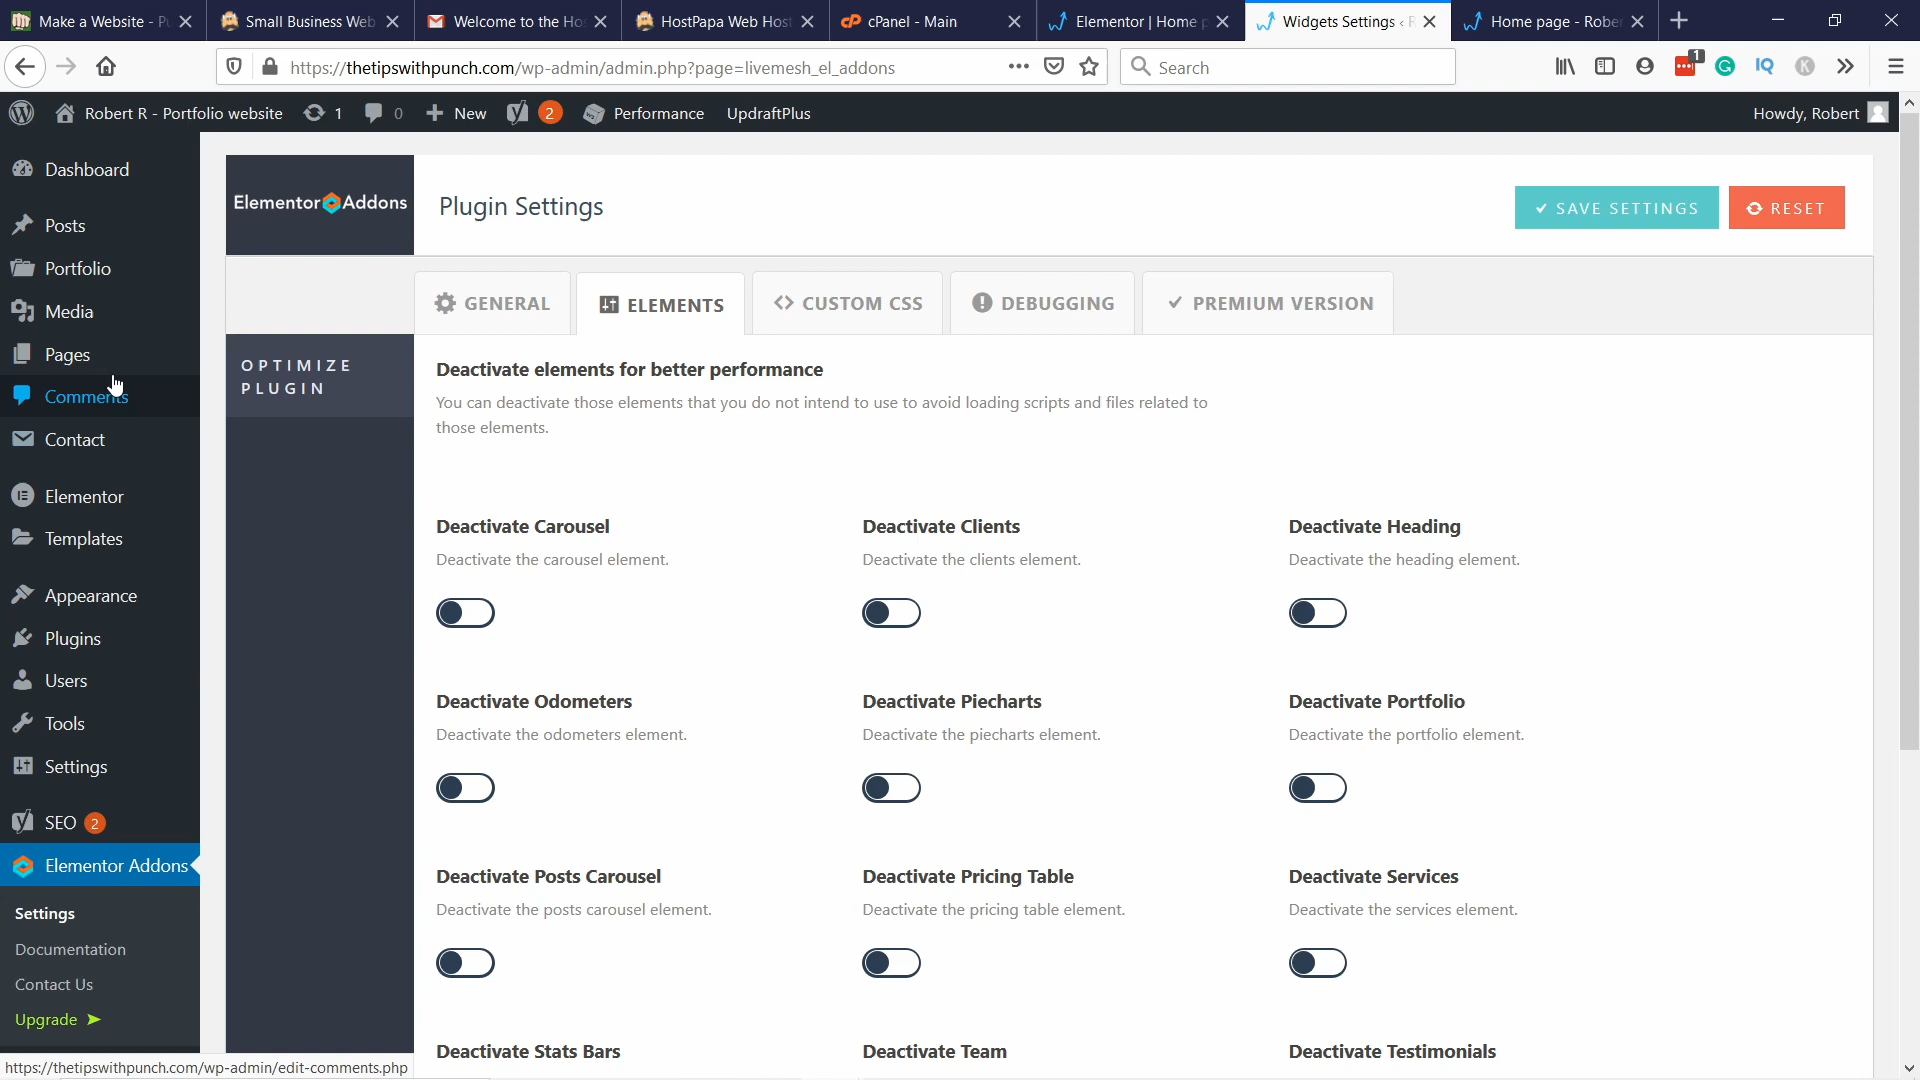 Make a Website - P
Small Business Web
Welcome to the Ho
HostPapa Web Host
cPanel - Main
Elementor | Home p
Widgets Settings ‹ R
Home page - Rober
https://thetipswithpunch.com/wp-admin/admin.php?page=livemesh_el_addons
Search
1
Robert R - Portfolio website
1
0
New
2
Performance
UpdraftPlus
Howdy, Robert
Dashboard
Posts
Portfolio
Media
Pages
Comments
Contact
Elementor
Templates
Appearance
Plugins
Users
Tools
Settings
SEO 2
Elementor Addons
Settings
Documentation
Contact Us
Upgrade ➤
https://thetipswithpunch.com/wp-admin/edit-comments.php
Elementor Addons
Plugin Settings
SAVE SETTINGS
RESET
GENERAL
ELEMENTS
CUSTOM CSS
DEBUGGING
PREMIUM VERSION
OPTIMIZE
PLUGIN
Deactivate elements for better performance
You can deactivate those elements that you do not intend to use to avoid loading scripts and files related to
those elements.
Deactivate Carousel
Deactivate the carousel element.
Deactivate Clients
Deactivate the clients element.
Deactivate Heading
Deactivate the heading element.
Deactivate Odometers
Deactivate the odometers element.
Deactivate Piecharts
Deactivate the piecharts element.
Deactivate Portfolio
Deactivate the portfolio element.
Deactivate Posts Carousel
Deactivate the posts carousel element.
Deactivate Pricing Table
Deactivate the pricing table element.
Deactivate Services
Deactivate the services element.
Deactivate Stats Bars
Deactivate Team
Deactivate Testimonials